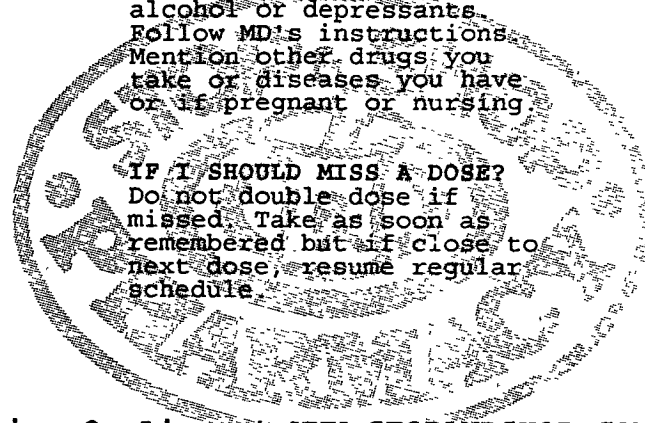 alcohol or depressants.
Follow MD's instructions.
Mention other drugs you
take or diseases you have
or if pregnant or nursing.
IF I SHOULD MISS A DOSE?
Do not double dose if
missed. Take as soon as
remembered but if close to
next dose, resume regular
schedule.